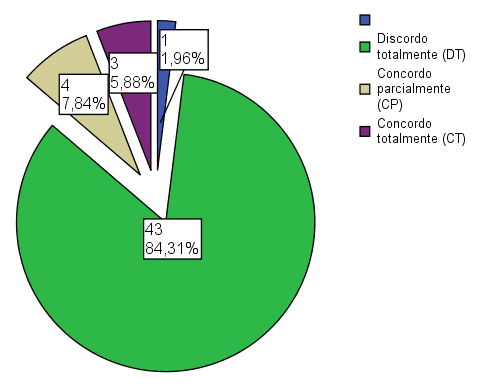 1
1,96%
3
5,88%
4
7,84%
43
84,31%
Discordo
totalmente (DT)
Concordo
parcialmente
(CP)
Concordo
totalmente (CT)